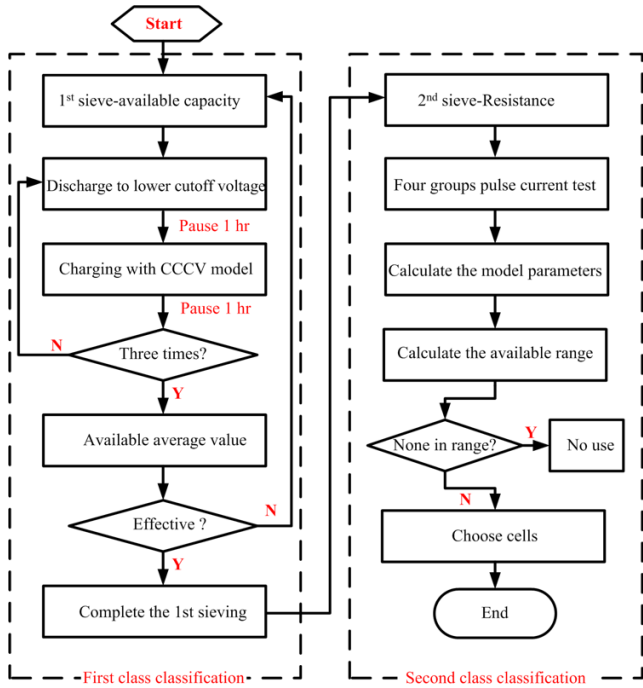 Start
1st sieve-available capacity
Discharge to lower cutoff voltage
Pause 1 hr
Charging with CCCV model
Pause 1 hr
N
Three times?
Y
Available average value
N
Effective ?
Y
Complete the 1st sieving
First class classification
2nd sieve-Resistance
Four groups pulse current test
Calculate the model parameters
Calculate the available range
None in range?
Y
No use
N
Choose cells
End
Second class classification